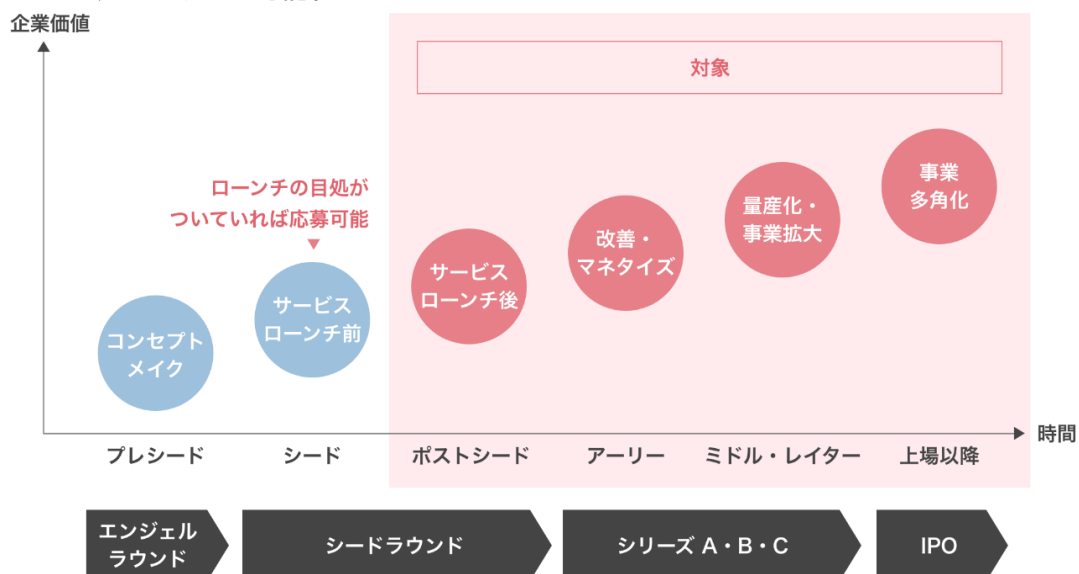 企業価値
対象
ローンチの目処が
ついていれば応募可能
▼
コンセプト
メイク
サービス
ローンチ前
サービス
ローンチ後
改善・
マネタイズ
量産化・
事業拡大
事業
多角化
時間
プレシード
シード
ポストシード
アーリー
ミドル・レイター
上場以降
エンジェル
ラウンド
シードラウンド
シリーズ A・B・C
IPO